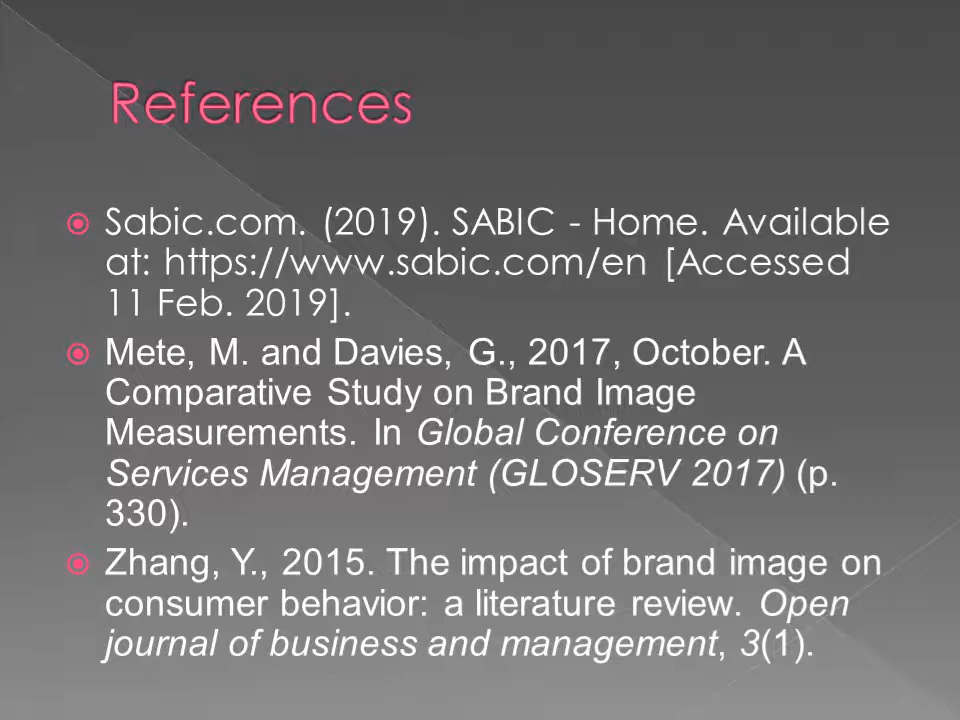 References
Sabic.com. (2019). SABIC - Home. Available
at: https://www.sabic.com/en [Accessed
11 Feb. 2019].
Mete, M. and Davies, G., 2017, October. A
Comparative Study on Brand Image
Measurements. In Global Conference on
Services Management (GLOSERV 2017) (p.
330).
Zhang, Y., 2015. The impact of brand image on
consumer behavior: a literature review. Open
journal of business and management, 3(1).